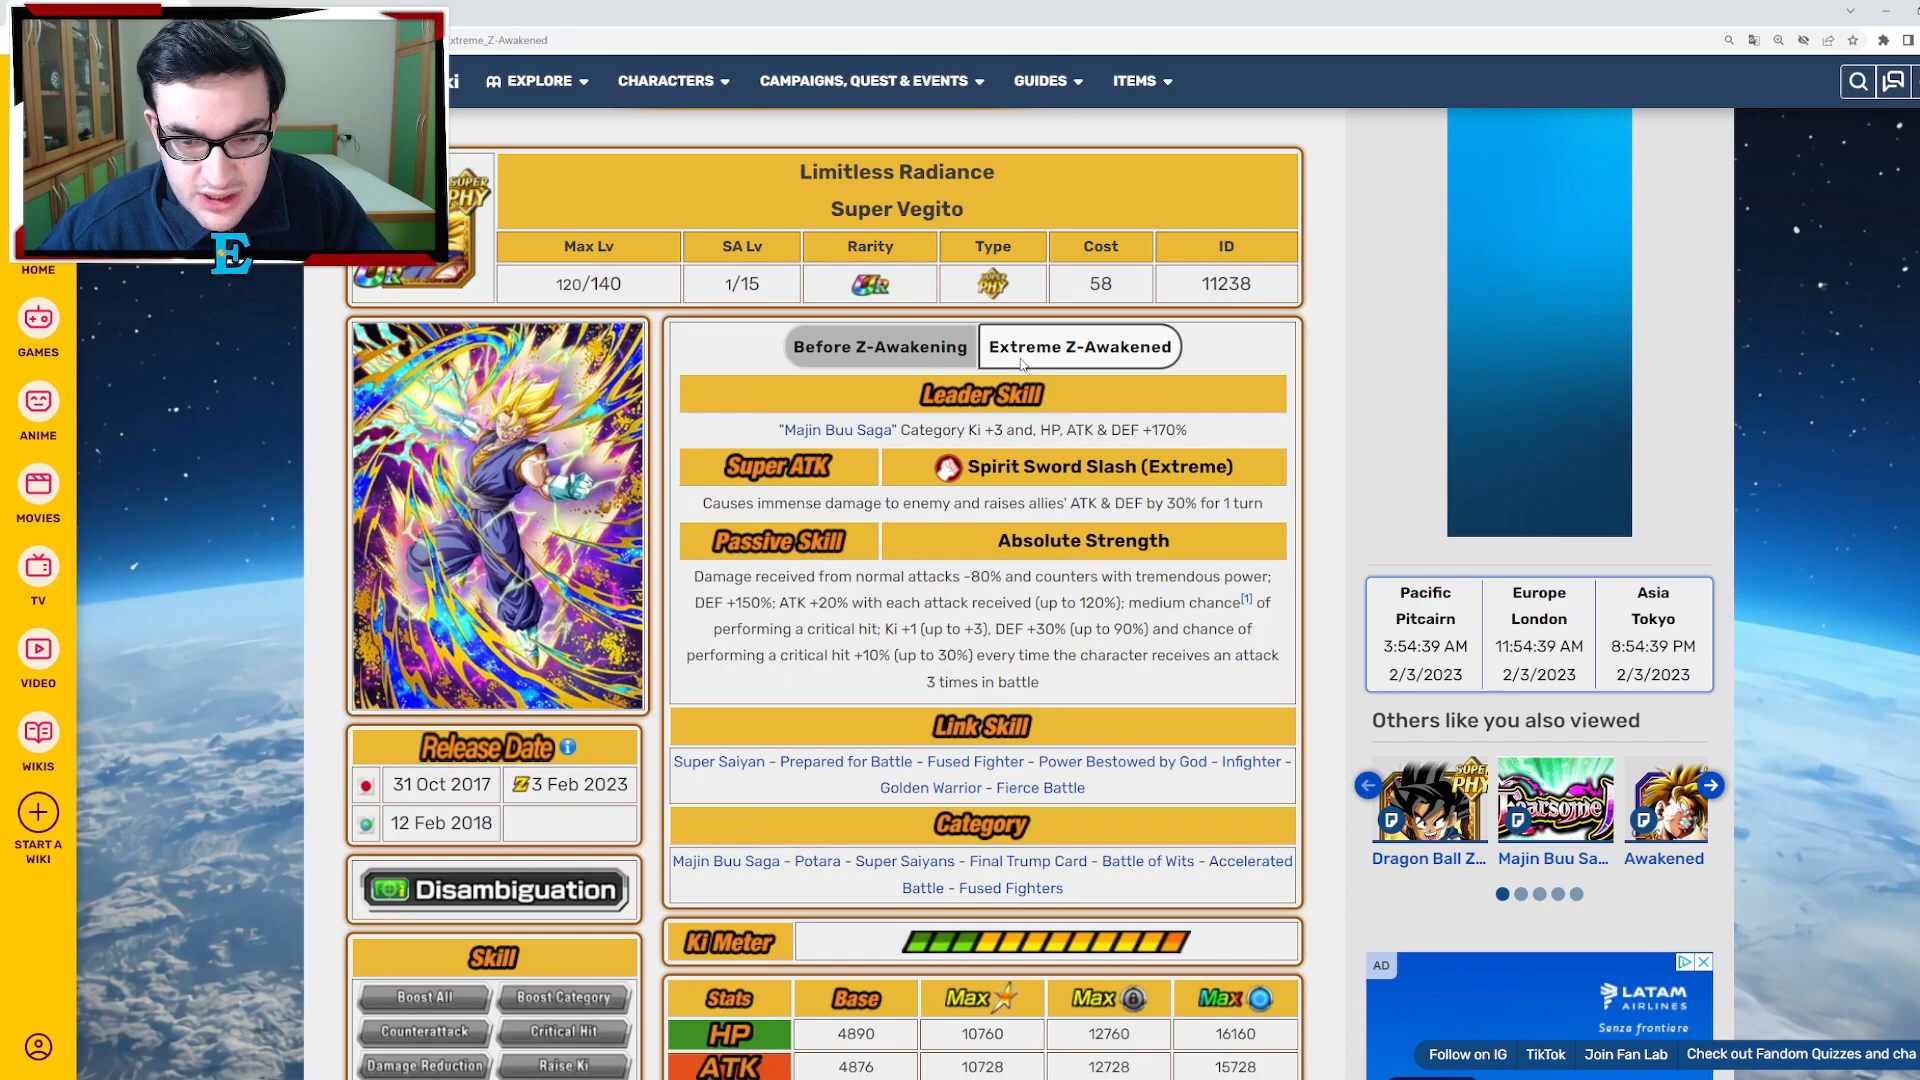 xtreme_Z-Awakened
ki
EXPLORE
CHARACTERS
CAMPAIGNS, QUEST & EVENTS
GUIDES
ITEMS
HOME
GAMES
ANIME
MOVIES
TV
VIDEO
WIKIS
START A
WIKI
E
SUPER
PHY
UR
Limitless Radiance
Super Vegito
Max Lv
SA Lv
Rarity
Type
Cost
ID
120/140
1/15
UR
SUPER
PHY
58
11238
Before Z-Awakening
Extreme Z-Awakened
Leader Skill
"Majin Buu Saga" Category Ki +3 and, HP, ATK & DEF +170%
Super ATK
Spirit Sword Slash (Extreme)
Causes immense damage to enemy and raises allies' ATK & DEF by 30% for 1 turn
Passive Skill
Absolute Strength
Damage received from normal attacks -80% and counters with tremendous power;
DEF +150%; ATK +20% with each attack received (up to 120%); medium chance[1] of
performing a critical hit; Ki +1 (up to +3), DEF +30% (up to 90%) and chance of
performing a critical hit +10% (up to 30%) every time the character receives an attack
3 times in battle
Link Skill
Super Saiyan - Prepared for Battle - Fused Fighter - Power Bestowed by God - Infighter -
Golden Warrior - Fierce Battle
Category
Majin Buu Saga - Potara - Super Saiyans - Final Trump Card - Battle of Wits - Accelerated
Battle - Fused Fighters
Ki Meter
Stats
Base
Max
Max
Max
HP
4890
10760
12760
16160
ATK
4876
10728
12728
15728
Release Date
31 Oct 2017
Z 3 Feb 2023
12 Feb 2018
Disambiguation
Skill
Boost All
Boost Category
Counterattack
Critical Hit
Damage Reduction
Raise Ki
Pacific
Pitcairn
3:54:39 AM
2/3/2023
Europe
London
11:54:39 AM
2/3/2023
Asia
Tokyo
8:54:39 PM
2/3/2023
Others like you also viewed
SUPER
PHY
Fearsome
Dragon Ball Z...
Majin Buu Sa...
Awakened
AD
LATAM
AIRLINES
Senza frontiere
Follow on IG
TikTok
Join Fan Lab
Check out Fandom Quizzes and cha